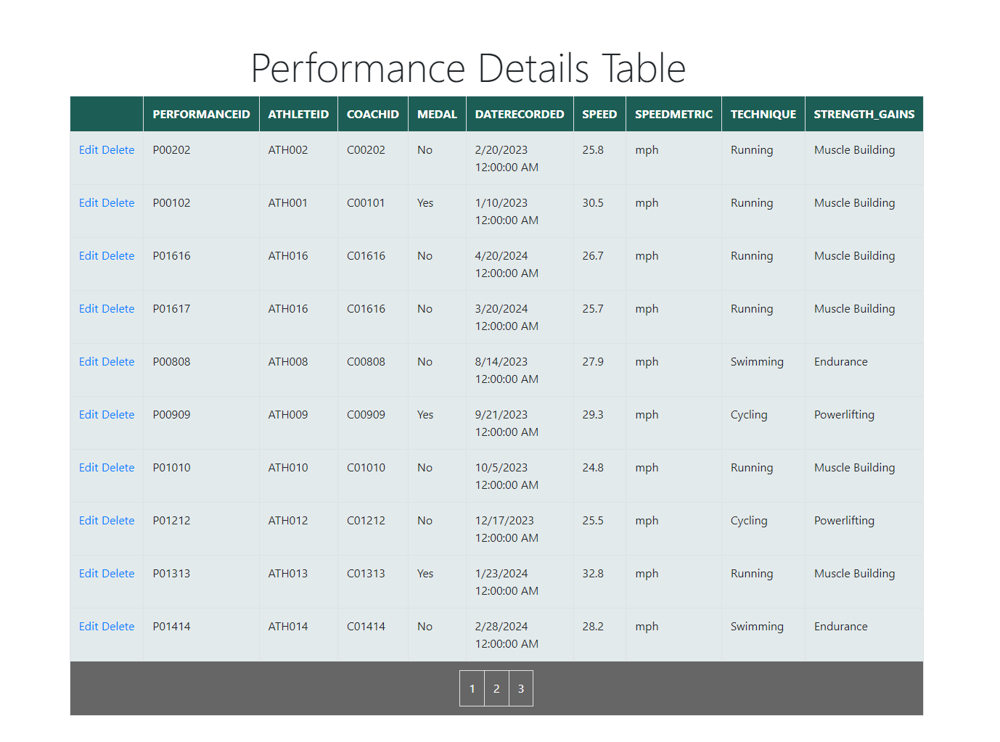 Performance Details Table
PERFORMANCEID ATHLETEID COACHID MEDAL DATERECORDED SPEED SPEEDMETRIC TECHNIQUE STRENGTH_GAINS
Edit Delete P00202 ATH002 C00202 No 2/20/2023 25.8 mph Running Muscle Building
12:00:00 AM
Edit Delete P00102 ATH001 C00101 Yes 1/10/2023 30.5 mph Running Muscle Building
12:00:00 AM
Edit Delete P01616 ATH016 C01616 No 4/20/2024 26.7 mph Running Muscle Building
12:00:00 AM
Edit Delete P01617 ATH016 C01616 No 3/20/2024 25.7 mph Running Muscle Building
12:00:00 AM
Edit Delete P00808 ATH008 C00808 No 8/14/2023 27.9 mph Swimming Endurance
12:00:00 AM
Edit Delete P00909 ATH009 C00909 Yes 9/21/2023 29.3 mph Cycling Powerlifting
12:00:00 AM
Edit Delete P01010 ATH010 C01010 No 10/5/2023 24.8 mph Running Muscle Building
12:00:00 AM
Edit Delete P01212 ATH012 C01212 No 12/17/2023 25.5 mph Cycling Powerlifting
12:00:00 AM
Edit Delete P01313 ATH013 C01313 Yes 1/23/2024 32.8 mph Running Muscle Building
12:00:00 AM
Edit Delete P01414 ATH014 C01414 No 2/28/2024 28.2 mph Swimming Endurance
12:00:00 AM
1 2 3